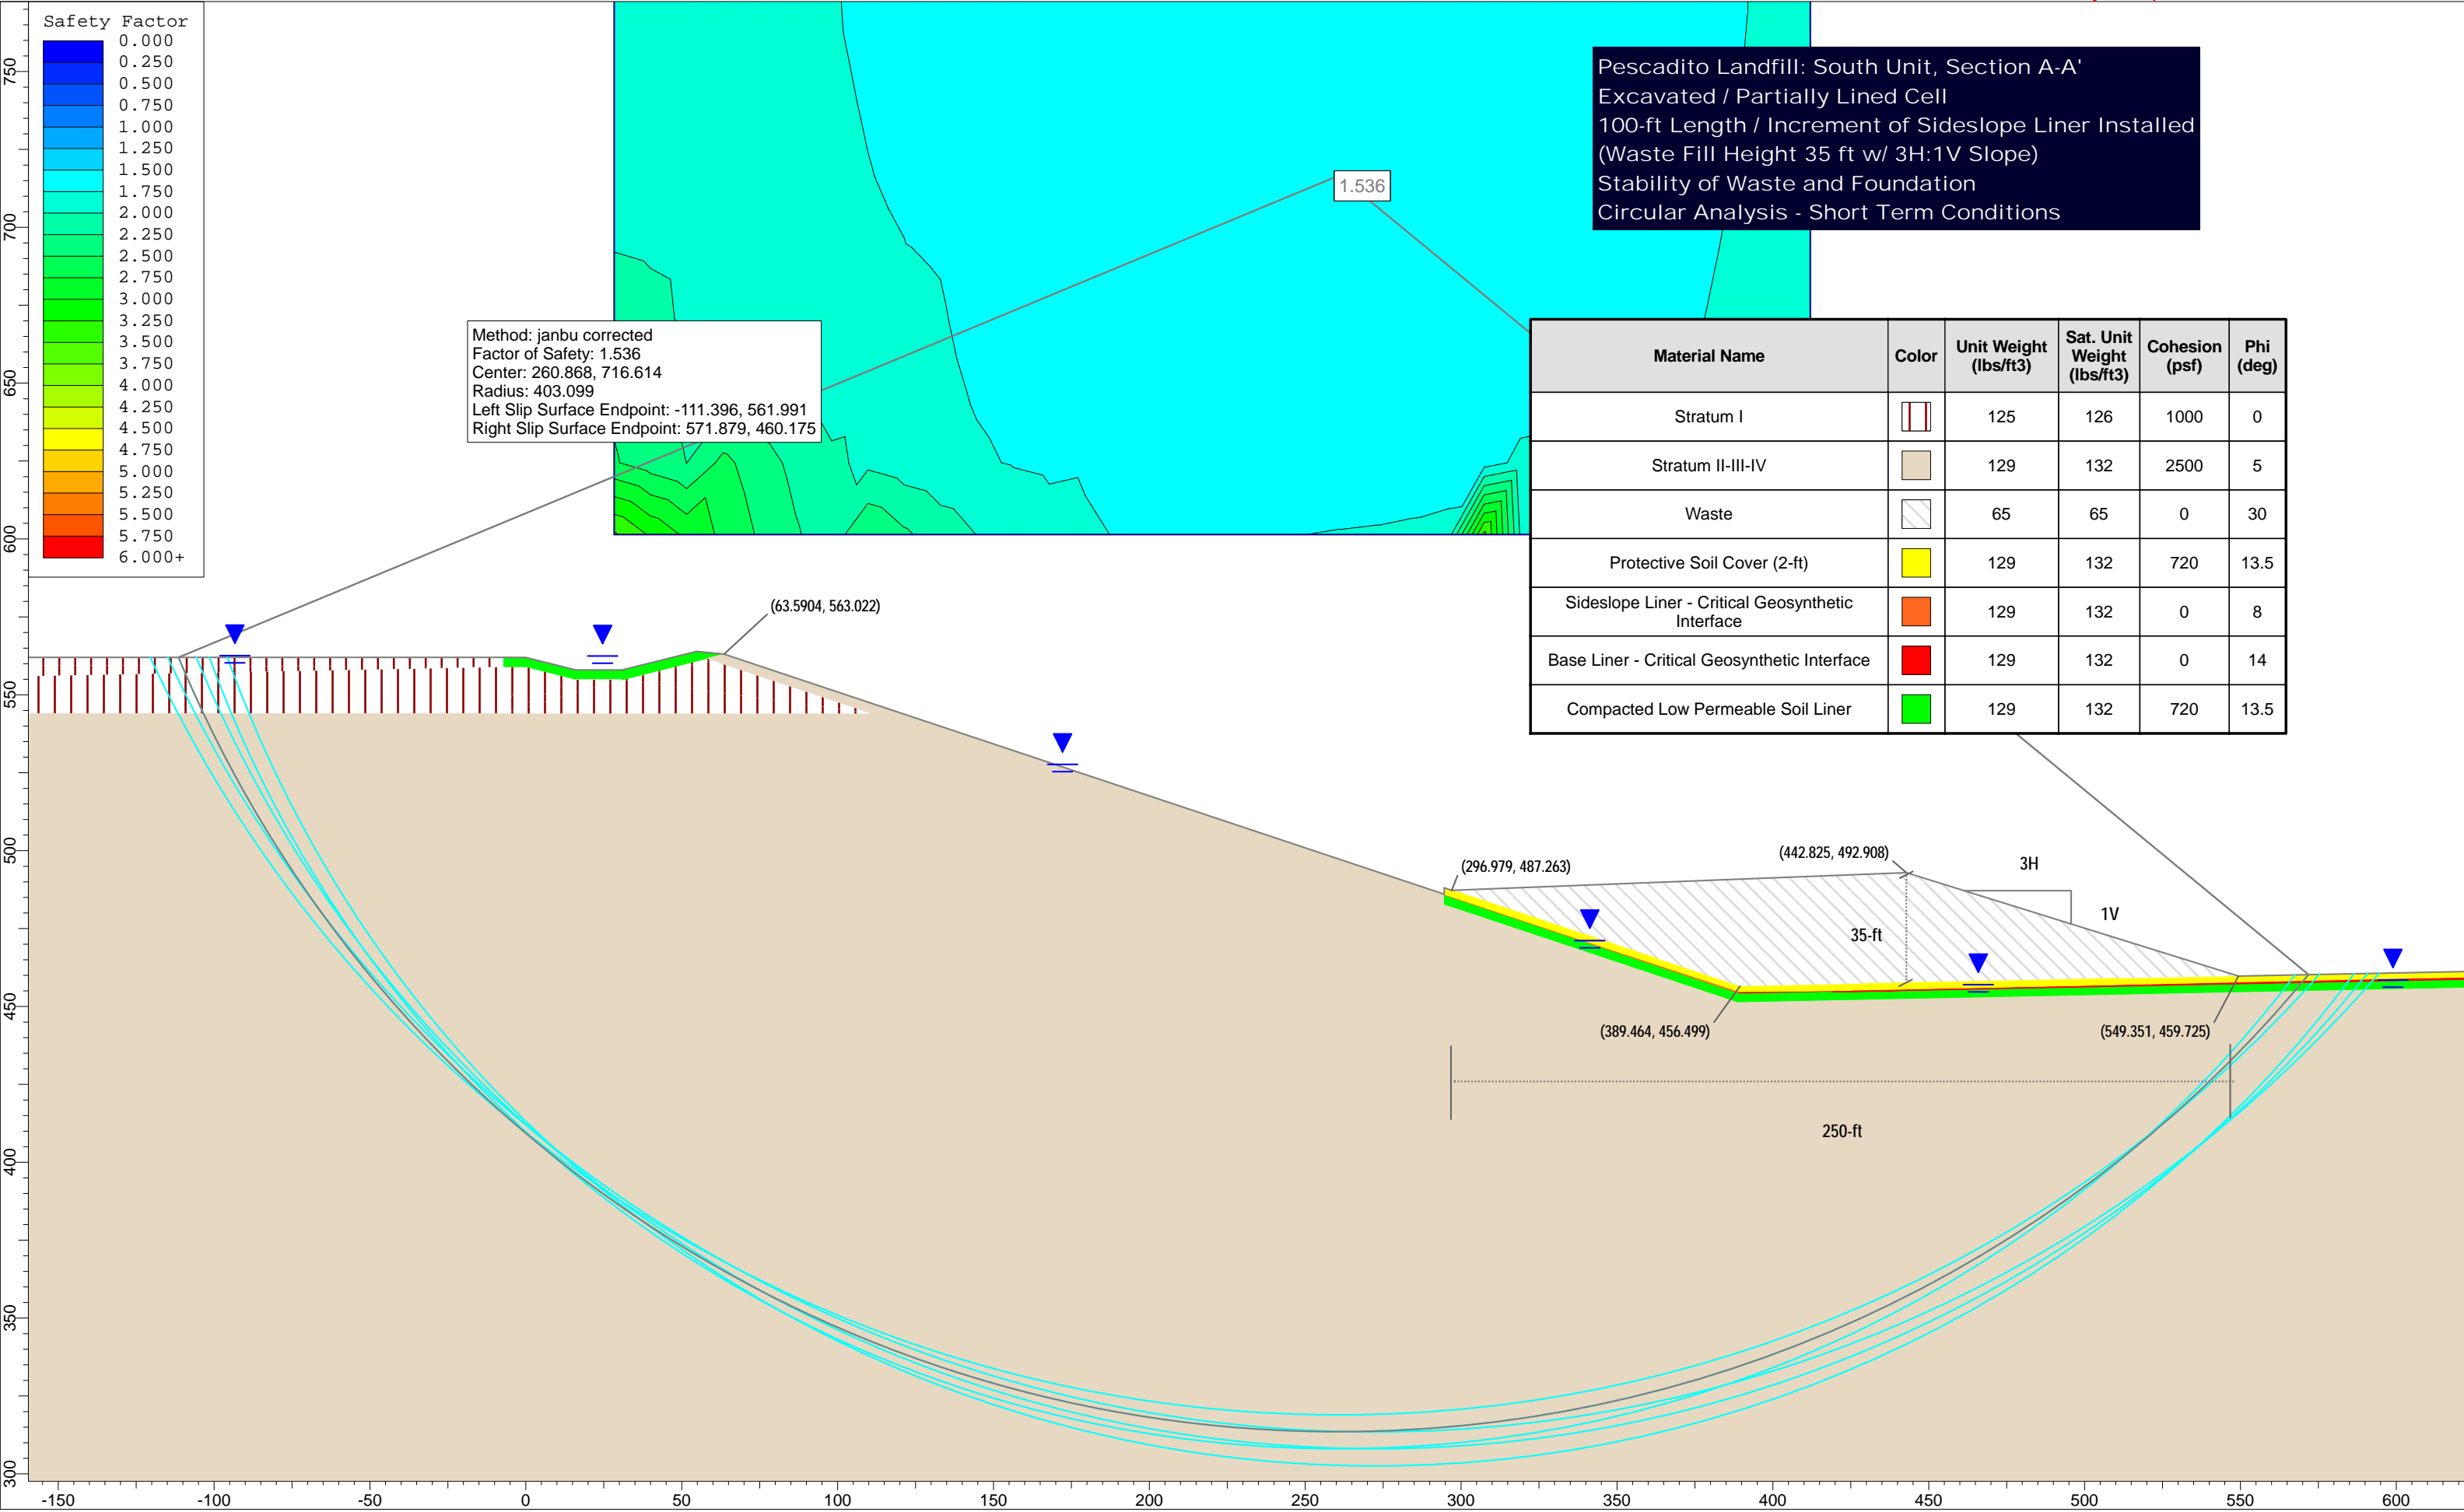 Safety Factor
0.000
0.250
0.500
0.750
1.000
1.250
1.500
1.750
2.000
2.250
2.500
2.750
3.000
3.250
3.500
3.750
4.000
4.250
4.500
4.750
5.000
5.250
5.500
5.750
6.000+
Pescadito Landfill: South Unit, Section A-A'
Excavated / Partially Lined Cell
100-ft Length / Increment of Sideslope Liner Installed
(Waste Fill Height 35 ft w/ 3H:1V Slope)
Stability of Waste and Foundation
Circular Analysis - Short Term Conditions
1.536
Method: janbu corrected
Factor of Safety: 1.536
Center: 260.868, 716.614
Radius: 403.099
Left Slip Surface Endpoint: -111.396, 561.991
Right Slip Surface Endpoint: 571.879, 460.175
Material Name Color Unit Weight (lbs/ft3) Sat. Unit Weight (lbs/ft3) Cohesion (psf) Phi (deg)
Stratum I 125 126 1000 0
Stratum II-III-IV 129 132 2500 5
Waste 65 65 0 30
Protective Soil Cover (2-ft) 129 132 720 13.5
Sideslope Liner - Critical Geosynthetic Interface 129 132 0 8
Base Liner - Critical Geosynthetic Interface 129 132 0 14
Compacted Low Permeable Soil Liner 129 132 720 13.5
(63.5904, 563.022)
(296.979, 487.263)
(442.825, 492.908)
3H
1V
35-ft
(389.464, 456.499)
(549.351, 459.725)
250-ft
750
700
650
600
550
500
450
400
350
300
-150 -100 -50 0 50 100 150 200 250 300 350 400 450 500 550 600